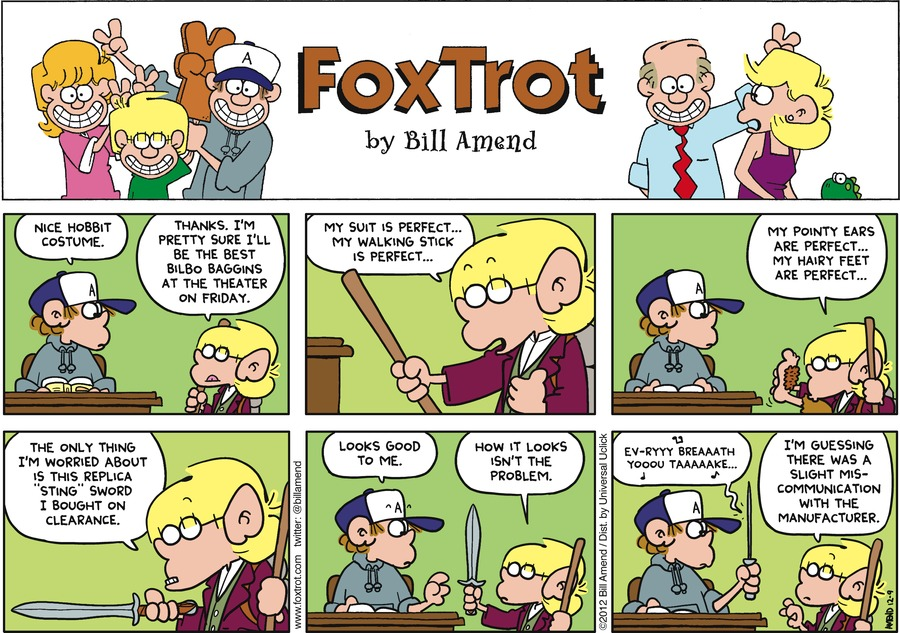 FoxTrot
by Bill Amend
A
NICE HOBBIT
COSTUME.
THANKS. I'M
PRETTY SURE I'LL
BE THE BEST
BILBO BAGGINS
AT THE THEATER
ON FRIDAY.
A
MY SUIT IS PERFECT...
MY WALKING STICK
IS PERFECT...
MY POINTY EARS
ARE PERFECT...
MY HAIRY FEET
ARE PERFECT...
A
THE ONLY THING
I'M WORRIED ABOUT
IS THIS REPLICA
"STING" SWORD
I BOUGHT ON
CLEARANCE.
www.foxtrot.com twitter: @billamend
LOOKS GOOD
TO ME.
HOW IT LOOKS
ISN'T THE
PROBLEM.
A
©2012 Bill Amend / Dist. by Universal Uclick
EV-RYYY BREAAATH
YOOOU TAAAAAKE...
I'M GUESSING
THERE WAS A
SLIGHT MIS-
COMMUNICATION
WITH THE
MANUFACTURER.
A
AMEND 12-9